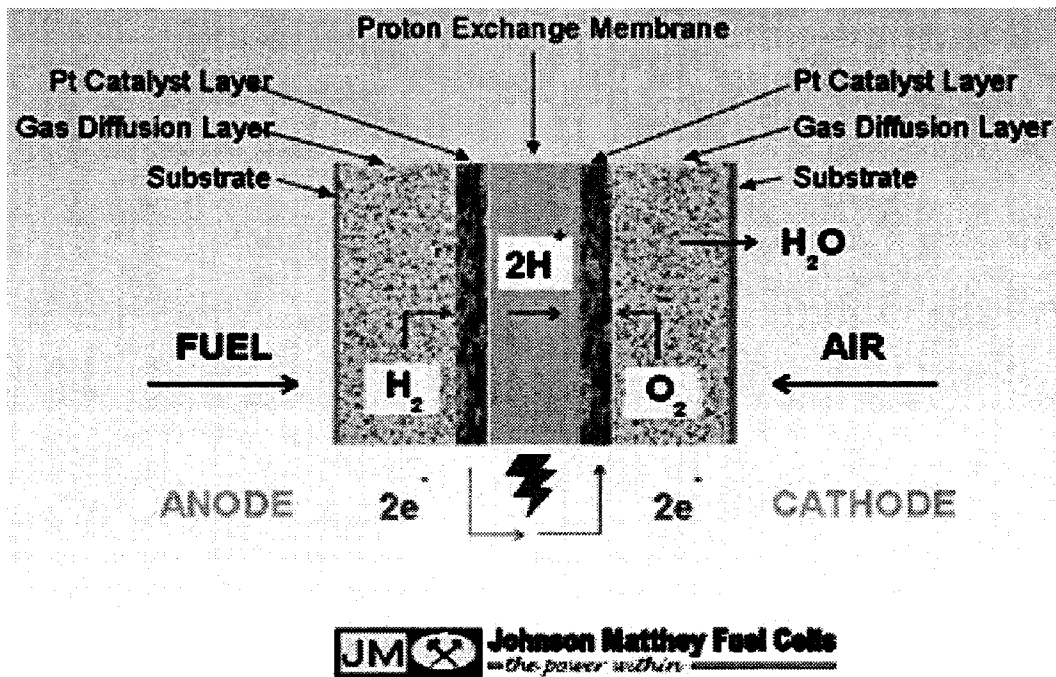 Proton Exchange Membrane
Pt Catalyst Layer
Pt Catalyst Layer
Gas Diffusion Layer
Gas Diffusion Layer
Substrate
Substrate
2H+
H2O
FUEL
AIR
H2
O2
ANODE
2e-
2e-
CATHODE
JM
Johnson Matthey Fuel Cells
the power within